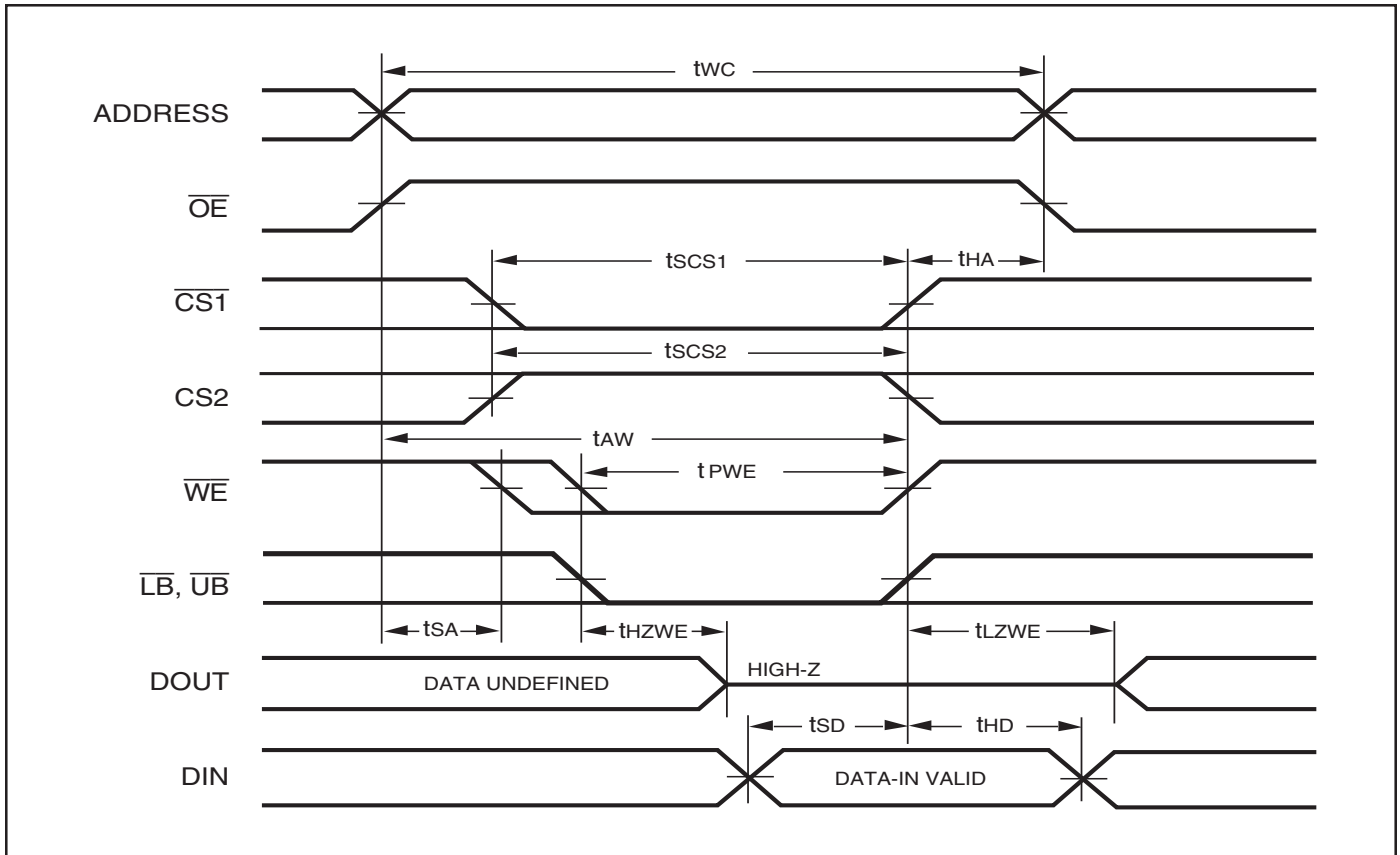 tWC
ADDRESS
OE
tSCS1
tHA
CS1
tSCS2
CS2
tAW
tPWE
WE
LB, UB
tSA
tHZWE
tLZWE
HIGH-Z
DOUT
DATA UNDEFINED
tSD
tHD
DIN
DATA-IN VALID